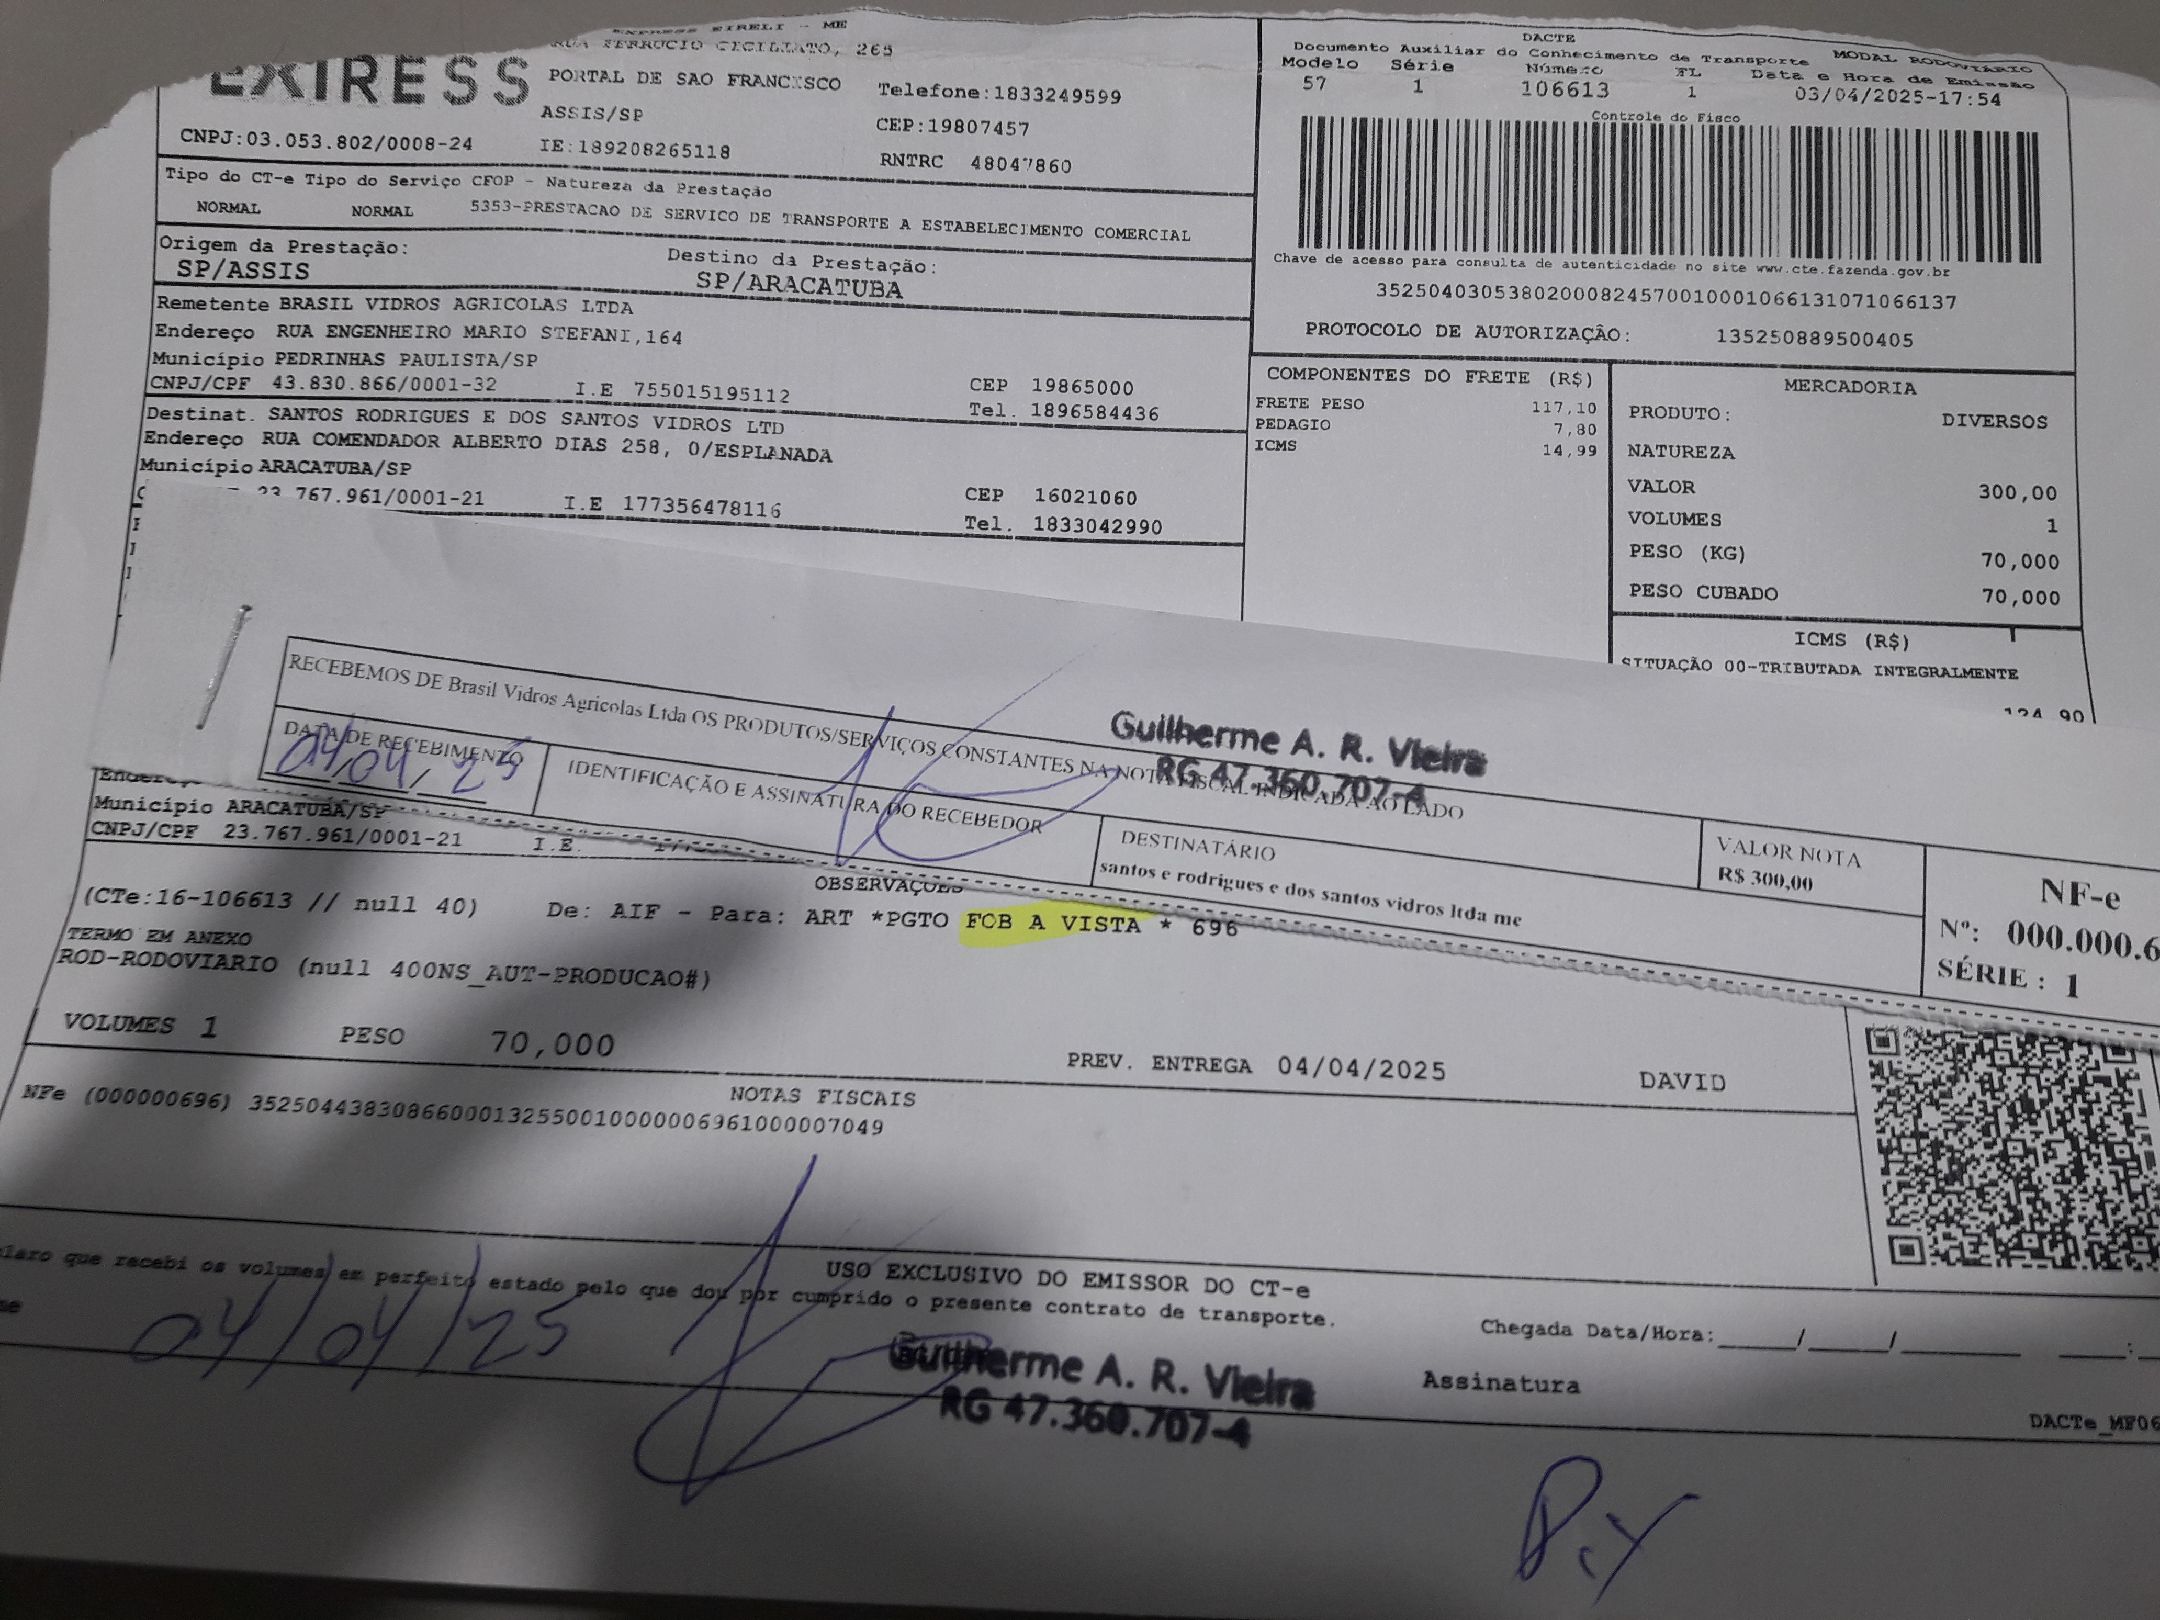 EXPRESS EIRELI - ME
RUA FERRUCIO CICILIATO, 265
EXIRESS
PORTAL DE SAO FRANCISCO
Telefone:1833249599
ASSIS/SP
CEP:19807457
CNPJ:03.053.802/0008-24
IE:189208265118
RNTRC 48047860
DACTE
Documento Auxiliar do Conhecimento de Transporte
MODAL RODOVIÁRIO
Modelo Série Número FL Data e Hora de Emissão
57 1 106613 1 03/04/2025-17:54
Controle do Fisco
Chave de acesso para consulta de autenticidade no site www.cte.fazenda.gov.br
35250403053802000824570010001066131071066137
PROTOCOLO DE AUTORIZAÇÃO: 135250889500405
Tipo do CT-e Tipo do Serviço CFOP - Natureza da Prestação
NORMAL NORMAL 5353-PRESTACAO DE SERVICO DE TRANSPORTE A ESTABELECIMENTO COMERCIAL
Origem da Prestação: Destino da Prestação:
SP/ASSIS SP/ARACATUBA
Remetente BRASIL VIDROS AGRICOLAS LTDA
Endereço RUA ENGENHEIRO MARIO STEFANI,164
Município PEDRINHAS PAULISTA/SP
CEP 19865000
CNPJ/CPF 43.830.866/0001-32 I.E 755015195112
Tel. 1896584436
Destinat. SANTOS RODRIGUES E DOS SANTOS VIDROS LTD
Endereço RUA COMENDADOR ALBERTO DIAS 258, 0/ESPLANADA
Município ARACATUBA/SP
CEP 16021060
23.767.961/0001-21 I.E 177356478116
Tel. 1833042990
COMPONENTES DO FRETE (R$)
FRETE PESO 117,10
PEDAGIO 7,80
ICMS 14,99
MERCADORIA
PRODUTO: DIVERSOS
NATUREZA
VALOR 300,00
VOLUMES 1
PESO (KG) 70,000
PESO CUBADO 70,000
ICMS (R$)
SITUAÇÃO 00-TRIBUTADA INTEGRALMENTE
124,90
RECEBEMOS DE Brasil Vidros Agricolas Ltda OS PRODUTOS/SERVIÇOS CONSTANTES NA NOTA FISCAL INDICADA AO LADO
Guilherme A. R. Vieira
RG 47.360.707-4
DATA DE RECEBIMENTO
04/04/25
IDENTIFICAÇÃO E ASSINATURA DO RECEBEDOR
DESTINATÁRIO
santos e rodrigues e dos santos vidros ltda me
VALOR NOTA
R$ 300,00
NF-e
Nº: 000.000.6
SÉRIE : 1
Endereço
Município ARACATUBA/SP
CNPJ/CPF 23.767.961/0001-21 I.E.
OBSERVAÇOES
(CTe:16-106613 // null 40) De: AIF - Para: ART *PGTO FOB A VISTA * 696
TERMO EM ANEXO
ROD-RODOVIARIO (null 400NS_AUT-PRODUCAO#)
VOLUMES 1 PESO 70,000 PREV. ENTREGA 04/04/2025 DAVID
NOTAS FISCAIS
NFe (000000696) 35250443830866000132550010000006961000007049
USO EXCLUSIVO DO EMISSOR DO CT-e
claro que recebi os volumes em perfeito estado pelo que dou por cumprido o presente contrato de transporte.
me
Chegada Data/Hora:____/____/______ ___:
04/04/25
Guilherme A. R. Vieira
RG 47.360.707-4
Assinatura
DACTe_MF06
Pix